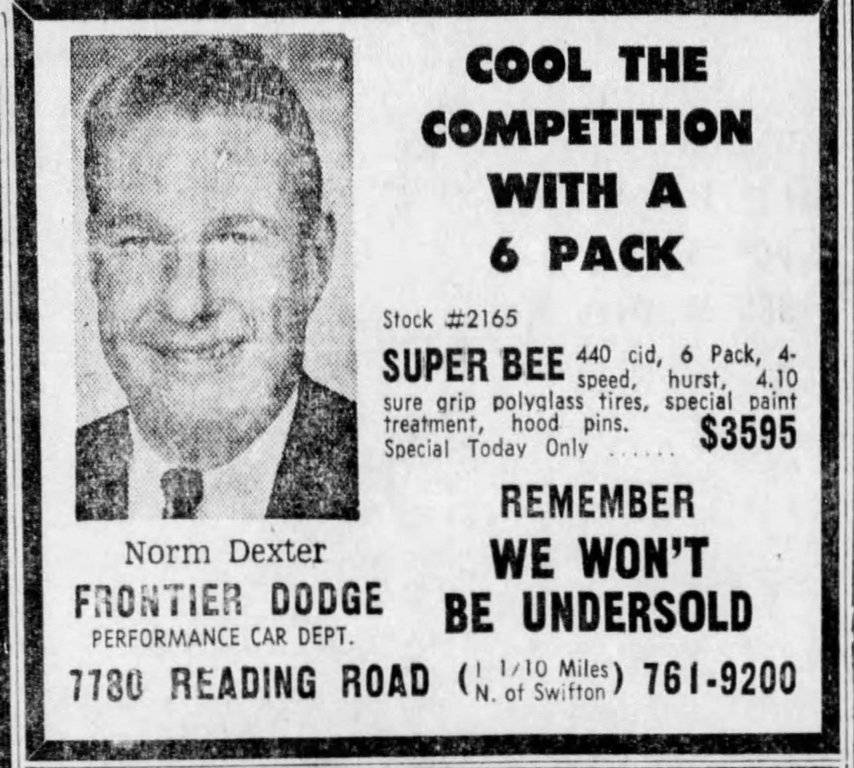 COOL THE
COMPETITION
WITH A
6 PACK
Stock #2165
SUPER BEE 440 cid, 6 Pack, 4-
speed, hurst, 4.10
sure grip polyglass tires, special paint
treatment, hood pins.
Special Today Only ...... $3595
REMEMBER
WE WON'T
BE UNDERSOLD
Norm Dexter
FRONTIER DODGE
PERFORMANCE CAR DEPT.
7780 READING ROAD (1 1/10 Miles N. of Swifton) 761-9200